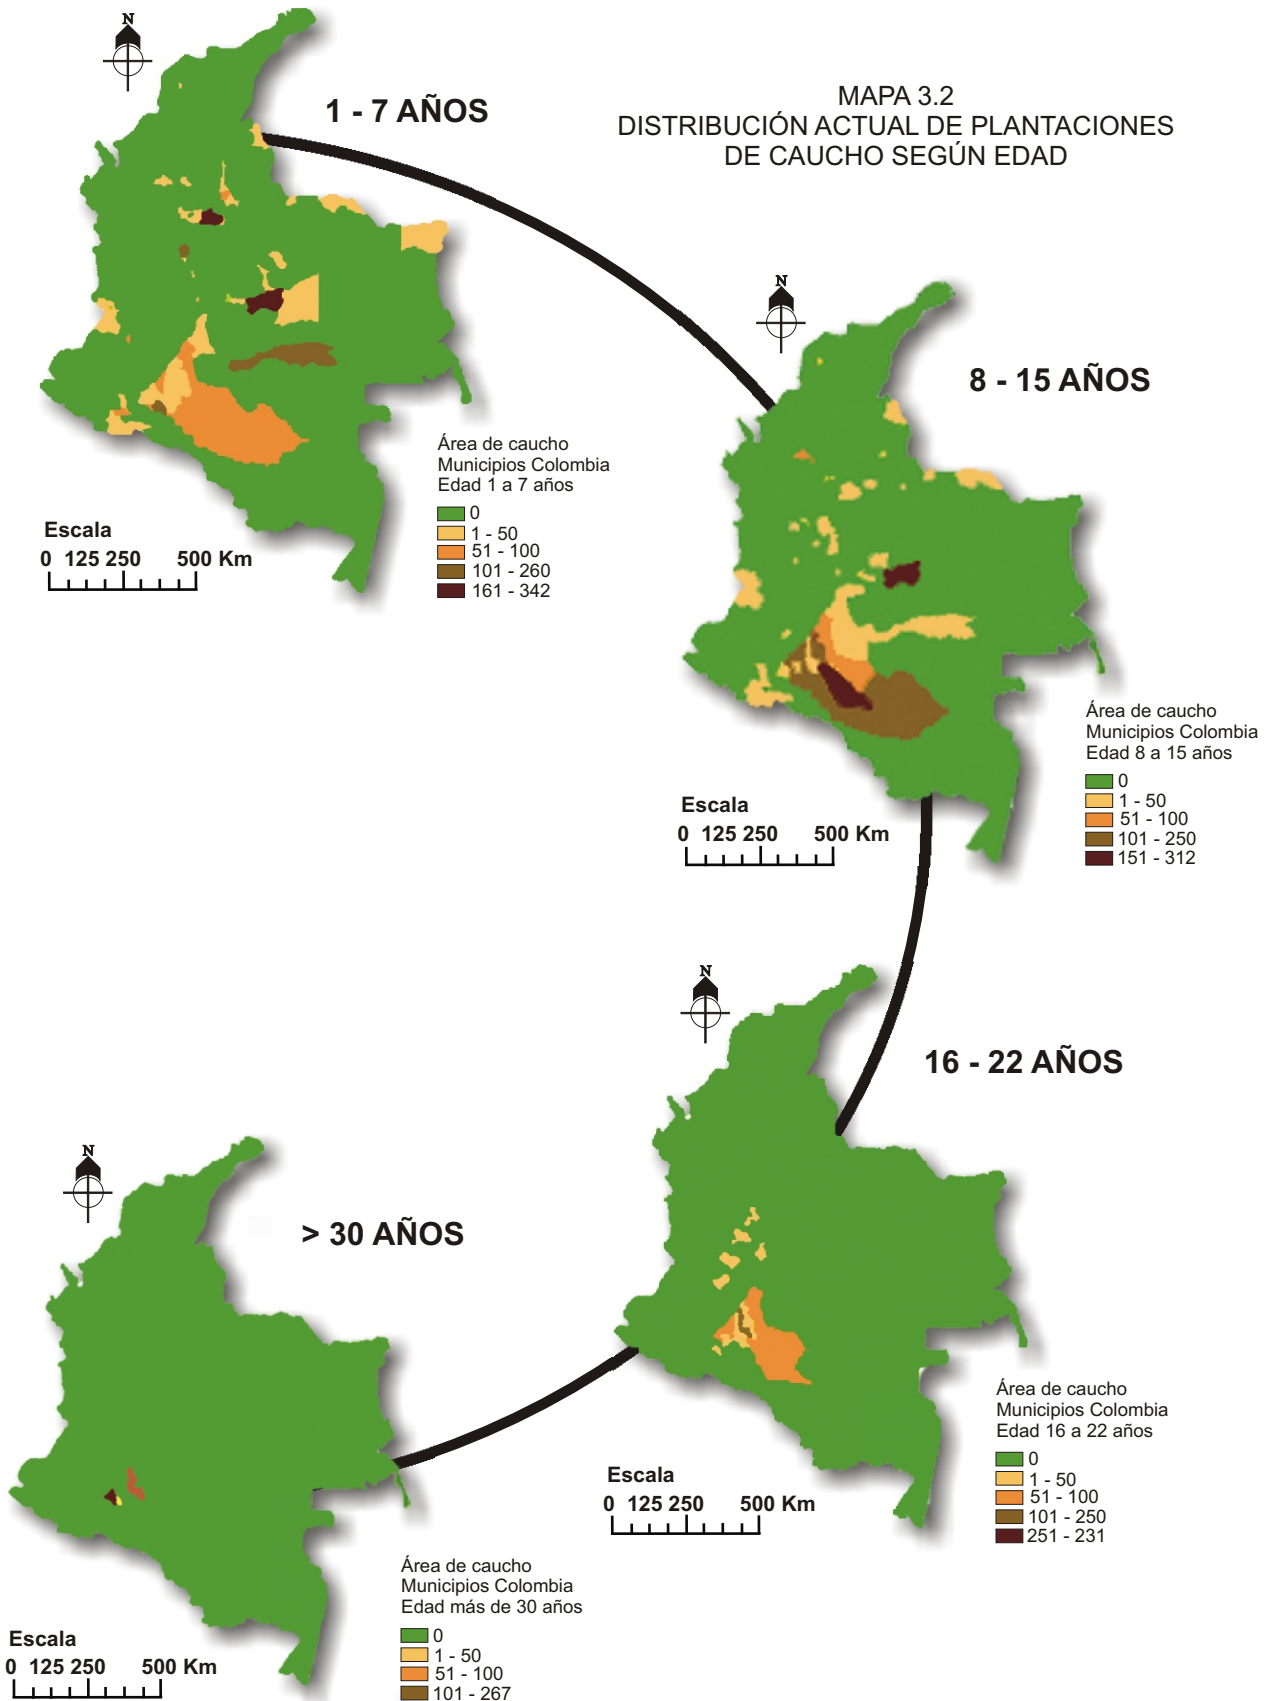 MAPA 3.2
DISTRIBUCIÓN ACTUAL DE PLANTACIONES
DE CAUCHO SEGÚN EDAD
N
1 - 7 AÑOS
Área de caucho
Municipios Colombia
Edad 1 a 7 años
0
1 - 50
51 - 100
101 - 260
161 - 342
Escala
0 125 250 500 Km
N
8 - 15 AÑOS
Área de caucho
Municipios Colombia
Edad 8 a 15 años
0
1 - 50
51 - 100
101 - 250
151 - 312
Escala
0 125 250 500 Km
N
16 - 22 AÑOS
Área de caucho
Municipios Colombia
Edad 16 a 22 años
0
1 - 50
51 - 100
101 - 250
251 - 231
Escala
0 125 250 500 Km
N
> 30 AÑOS
Área de caucho
Municipios Colombia
Edad más de 30 años
0
1 - 50
51 - 100
101 - 267
Escala
0 125 250 500 Km